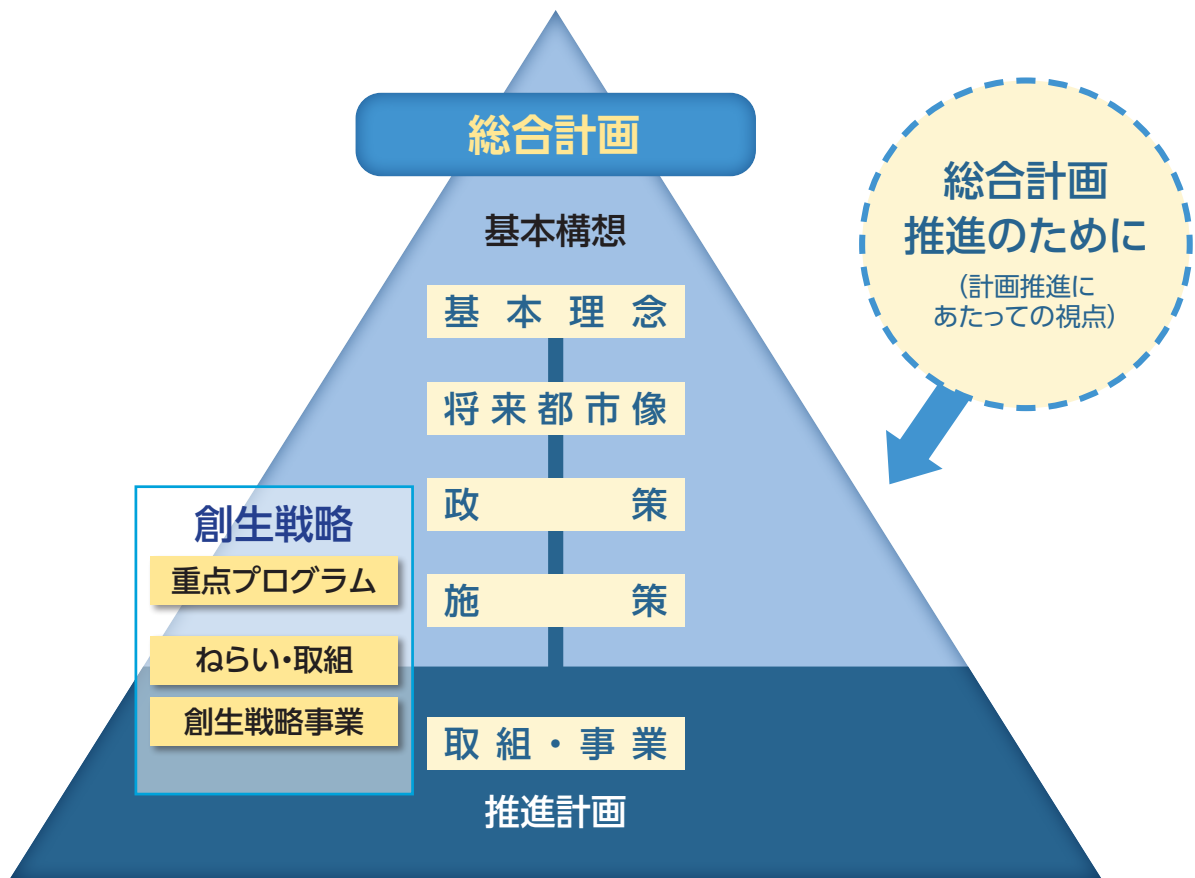 総合計画
基本構想
基本理念
将来都市像
政策
施策
創生戦略
重点プログラム
ねらい・取組
創生戦略事業
取組・事業
推進計画
総合計画
推進のために
(計画推進に
あたっての視点)